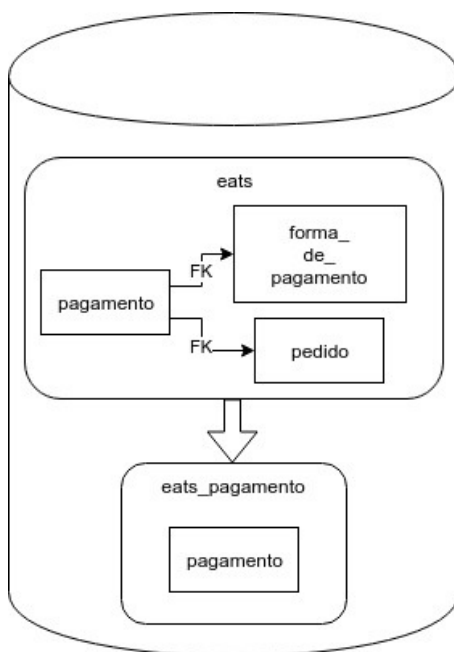 eats
forma_
de_
pagamento
FK
pagamento
FK
pedido
eats_pagamento
pagamento